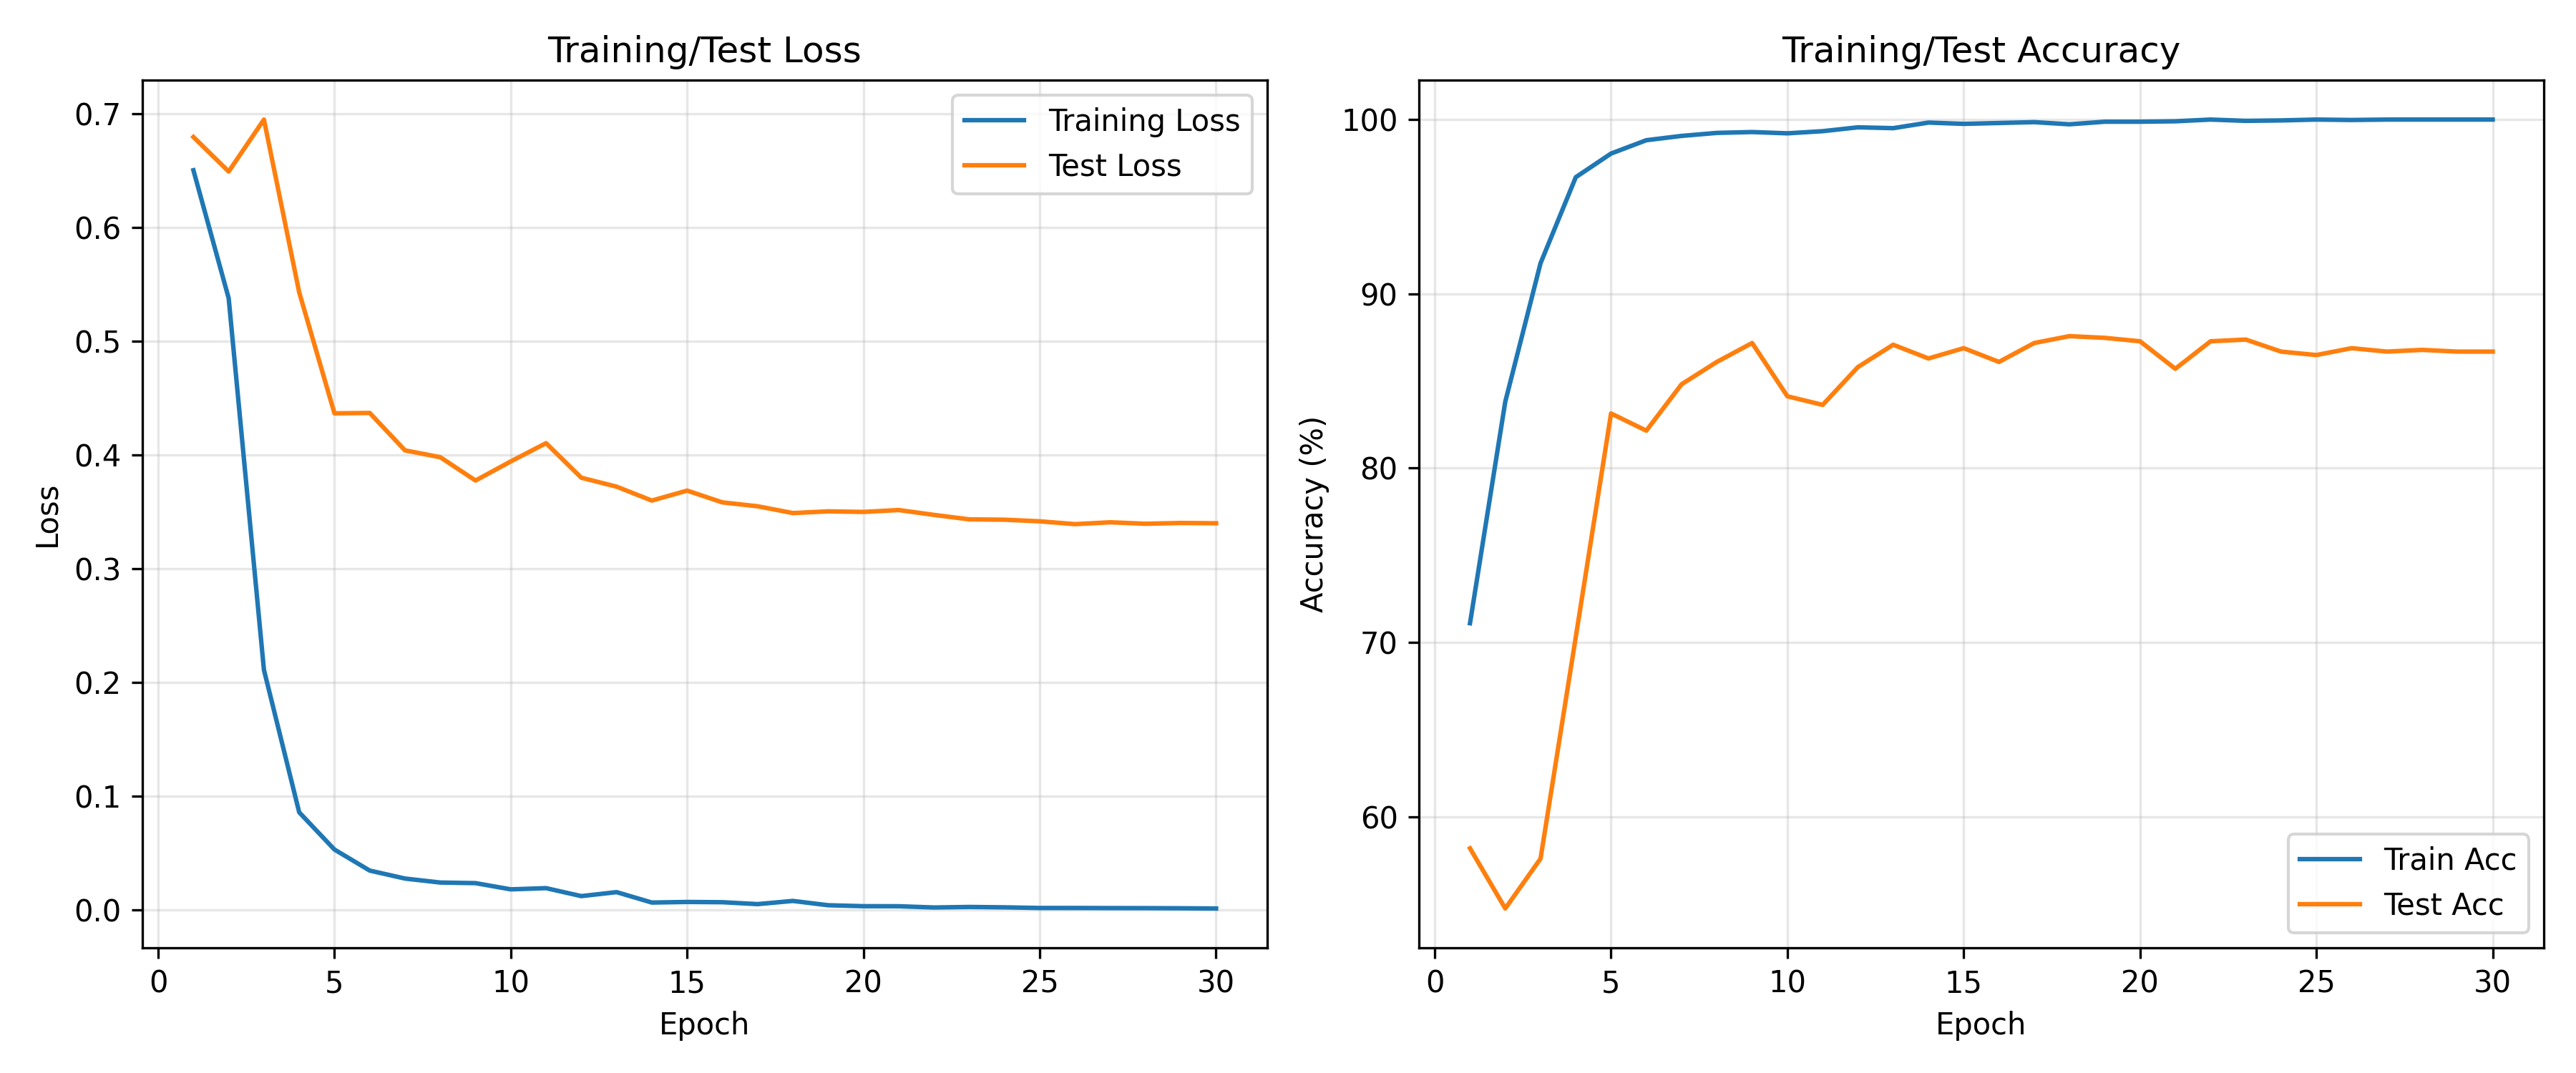 Training/Test Loss
Training Loss
Test Loss
Loss
0.7
0.6
0.5
0.4
0.3
0.2
0.1
0.0
0 5 10 15 20 25 30
Epoch
Training/Test Accuracy
Accuracy (%)
100
90
80
70
60
Train Acc
Test Acc
0 5 10 15 20 25 30
Epoch